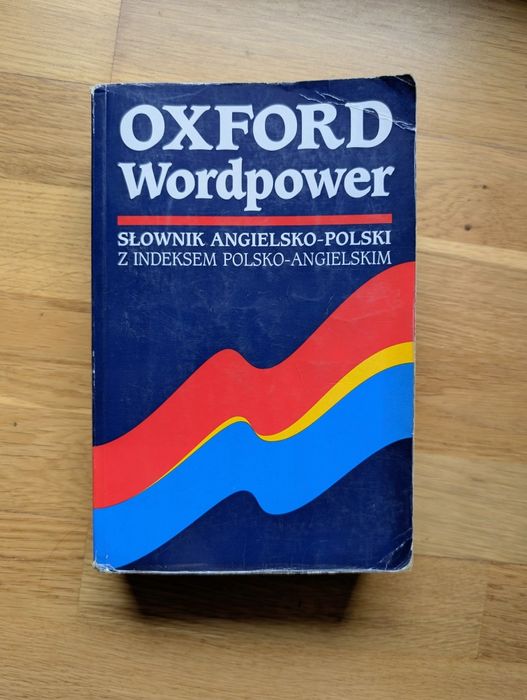 OXFORD
Wordpower
SŁOWNIK ANGIELSKO-POLSKI
Z INDEKSEM POLSKO-ANGIELSKIM